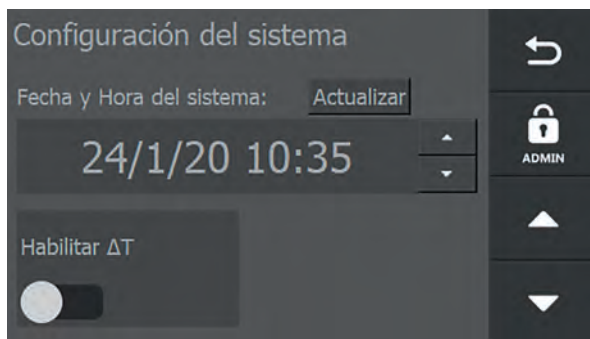 Configuración del sistema
Fecha y Hora del sistema: Actualizar
24/1/20 10:35
ADMIN
Habilitar ΔT